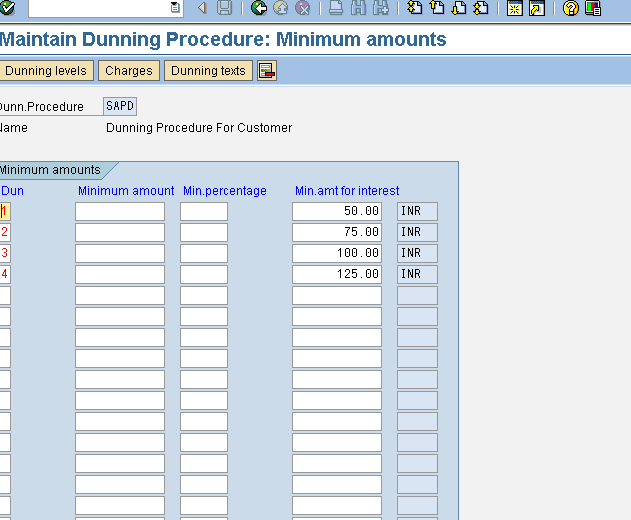 Maintain Dunning Procedure: Minimum amounts
Dunning levels Charges Dunning texts
Dunn.Procedure SAPD
Name Dunning Procedure For Customer
Minimum amounts
Dun Minimum amount Min.percentage Min.amt for interest
1 50.00 INR
2 75.00 INR
3 100.00 INR
4 125.00 INR